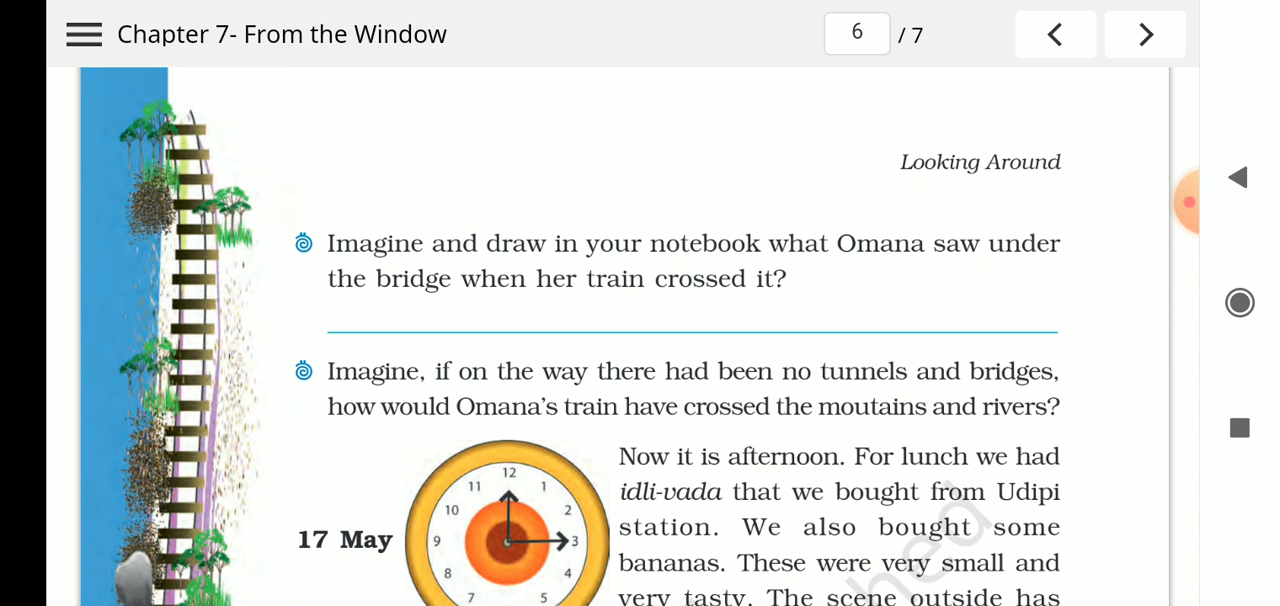 Chapter 7- From the Window
6 / 7
Looking Around
Imagine and draw in your notebook what Omana saw under
the bridge when her train crossed it?
Imagine, if on the way there had been no tunnels and bridges,
how would Omana's train have crossed the moutains and rivers?
Now it is afternoon. For lunch we had
idli-vada that we bought from Udipi
station. We also bought some
17 May
12
11 1
10 2
9 3
8 4
7 5
bananas. These were very small and
very tasty. The scene outside has
hed